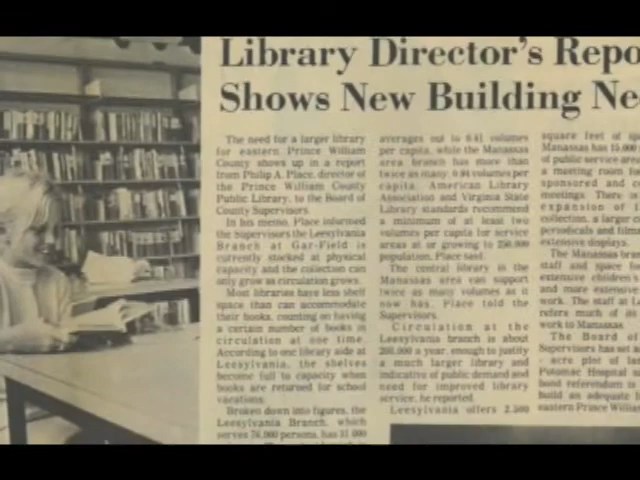 Library Director's Repo
Shows New Building Ne
The need for a larger library
for eastern Prince William
County shows up in a report
from Philip A. Place, director of
the Prince William County
Public Library, to the Board of
County Supervisors.
In his memo, Place informed
the Supervisors the Leesylvania
Branch at Gar-Field is
currently stocked at physical
capacity and the collection can
only grow as circulation grows.
Most libraries have less shelf
space than can accommodate
their books, counting on having
a certain number of books in
circulation at one time.
According to one library aide at
Leesylvania, the shelves
become full to capacity when
books are returned for school
vacations.
Broken down into figures, the
Leesylvania Branch, which
serves 76,000 persons, has 31,000
averages out to 0.41 volumes
per capita, while the Manassas
area branch has more than
twice as many, 0.94 volumes per
capita. American Library
Association and Virginia State
Library standards recommend
a minimum of at least two
volumes per capita for service
areas at or growing to 250,000
population, Place said.
The central library in the
Manassas area can support
twice as many volumes as it
now has, Place told the
Supervisors.
Circulation at the
Leesylvania branch is about
200,000 a year, enough to justify
a much larger library and
indicative of public demand and
need for improved library
service, he reported.
Leesylvania offers 2,500
square feet of
Manassas has 15,000
of public service are
a meeting room fo
sponsored and
meetings. There is
expansion of
collection, a larger
periodicals and films
extensive displays.
The Manassas bran
staff and space fo
extensive children's
and more extensive
work. The staff at
refers much of its
work to Manassas.
The Board of
Supervisors has set
- acre plot of lan
Potomac Hospital
bond referendum
build an adequate
eastern Prince Willia